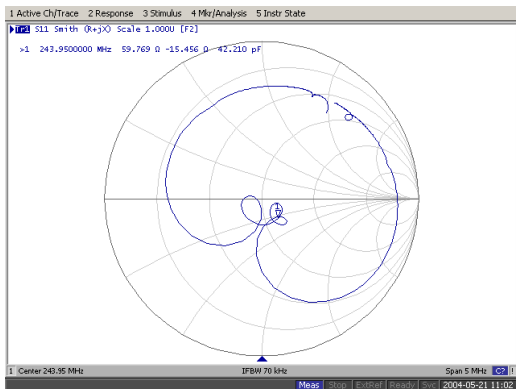 1 Active Ch/Trace 2 Response 3 Stimulus 4 Mkr/Analysis 5 Instr State
Tr1 S11 Smith (R+jX) Scale 1.000U [F2]
>1 243.9500000 MHz 59.769 Ω -15.456 Ω 42.210 pF
1
1 Center 243.95 MHz IFBW 70 kHz Span 5 MHz C? !
Meas Stop ExtRef Ready Svc 2004-05-21 11:02